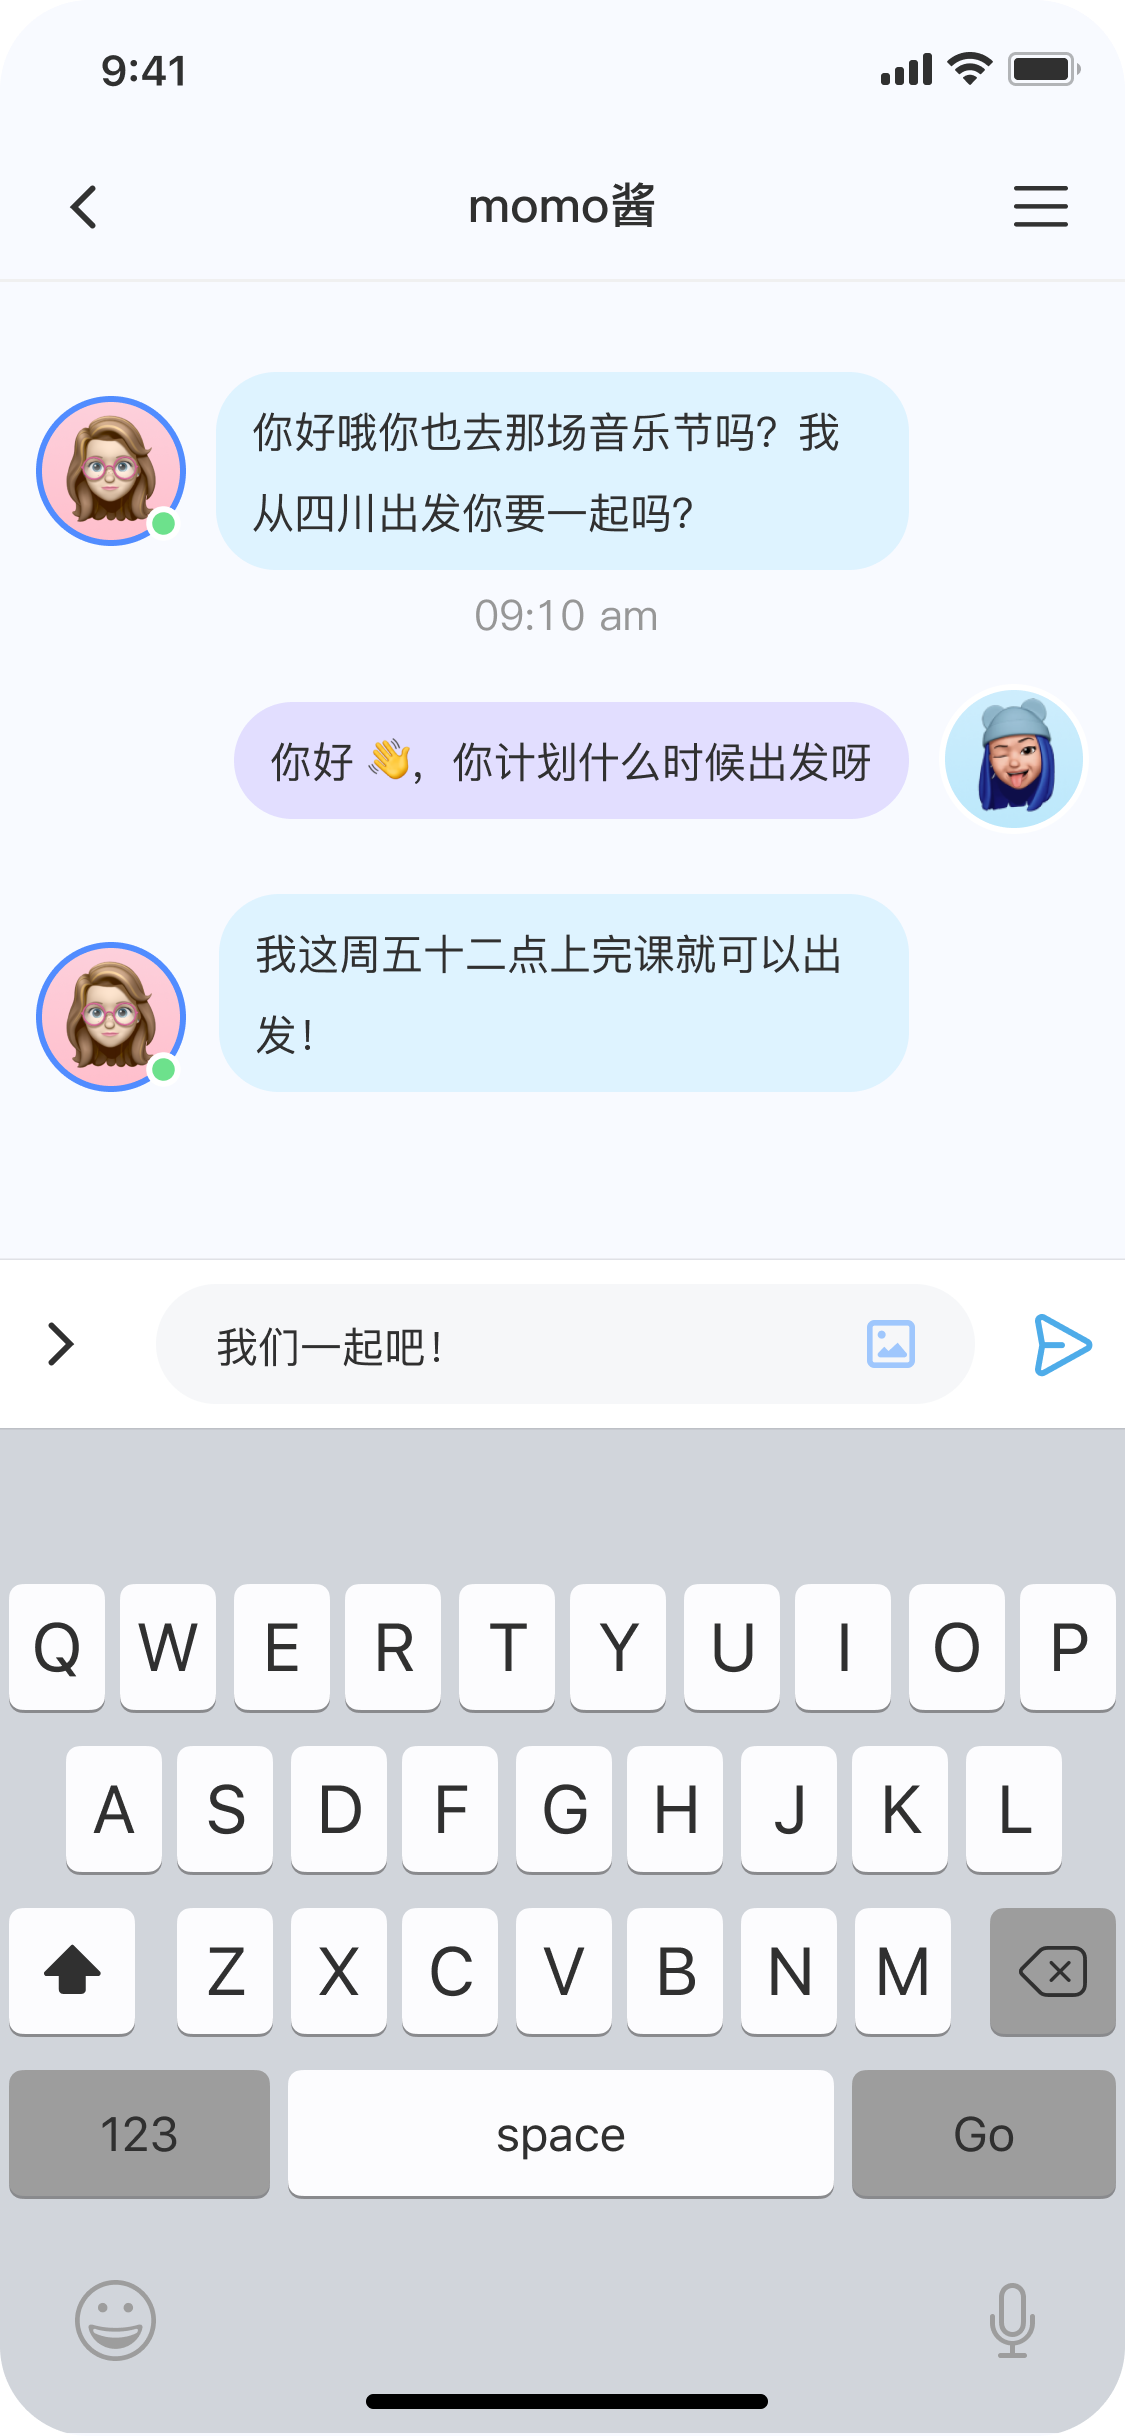 9:41
momo酱
你好哦你也去那场音乐节吗？我
从四川出发你要一起吗？
09:10 am
你好 👋，你计划什么时候出发呀
我这周五十二点上完课就可以出
发！
我们一起吧！
Q W E R T Y U I O P
A S D F G H J K L
Z X C V B N M
123 space Go